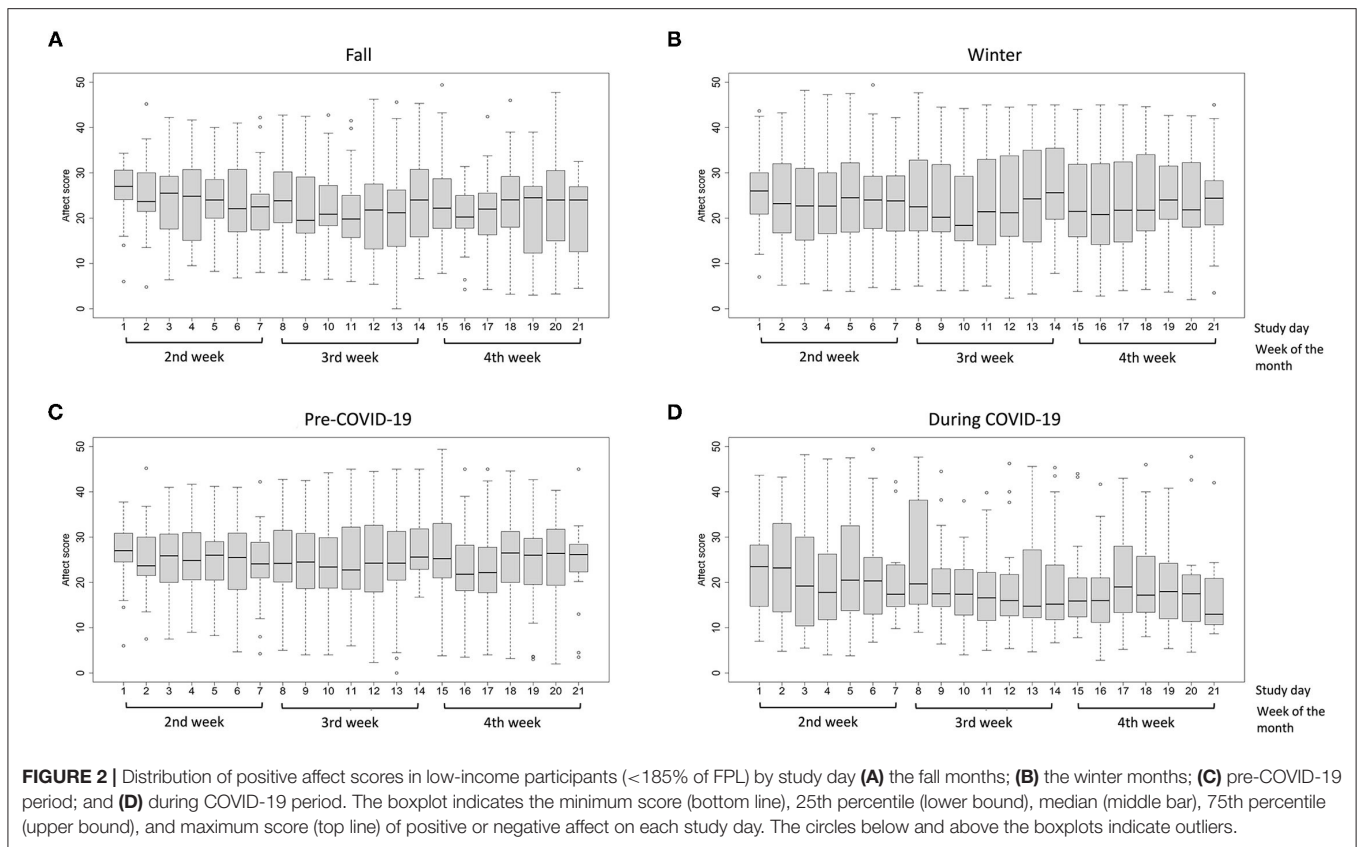 A
Fall
Affect score
50
40
30
20
10
0
1 2 3 4 5 6 7 8 9 10 11 12 13 14 15 16 17 18 19 20 21
2nd week 3rd week 4th week
B
Winter
Affect score
50
40
30
20
10
0
1 2 3 4 5 6 7 8 9 10 11 12 13 14 15 16 17 18 19 20 21
Study day
2nd week 3rd week 4th week
Week of the
month
C
Pre-COVID-19
Affect score
50
40
30
20
10
0
1 2 3 4 5 6 7 8 9 10 11 12 13 14 15 16 17 18 19 20 21
2nd week 3rd week 4th week
D
During COVID-19
Affect score
50
40
30
20
10
0
1 2 3 4 5 6 7 8 9 10 11 12 13 14 15 16 17 18 19 20 21
Study day
2nd week 3rd week 4th week
Week of the
month
FIGURE 2 | Distribution of positive affect scores in low-income participants (<185% of FPL) by study day (A) the fall months; (B) the winter months; (C) pre-COVID-19
period; and (D) during COVID-19 period. The boxplot indicates the minimum score (bottom line), 25th percentile (lower bound), median (middle bar), 75th percentile
(upper bound), and maximum score (top line) of positive or negative affect on each study day. The circles below and above the boxplots indicate outliers.